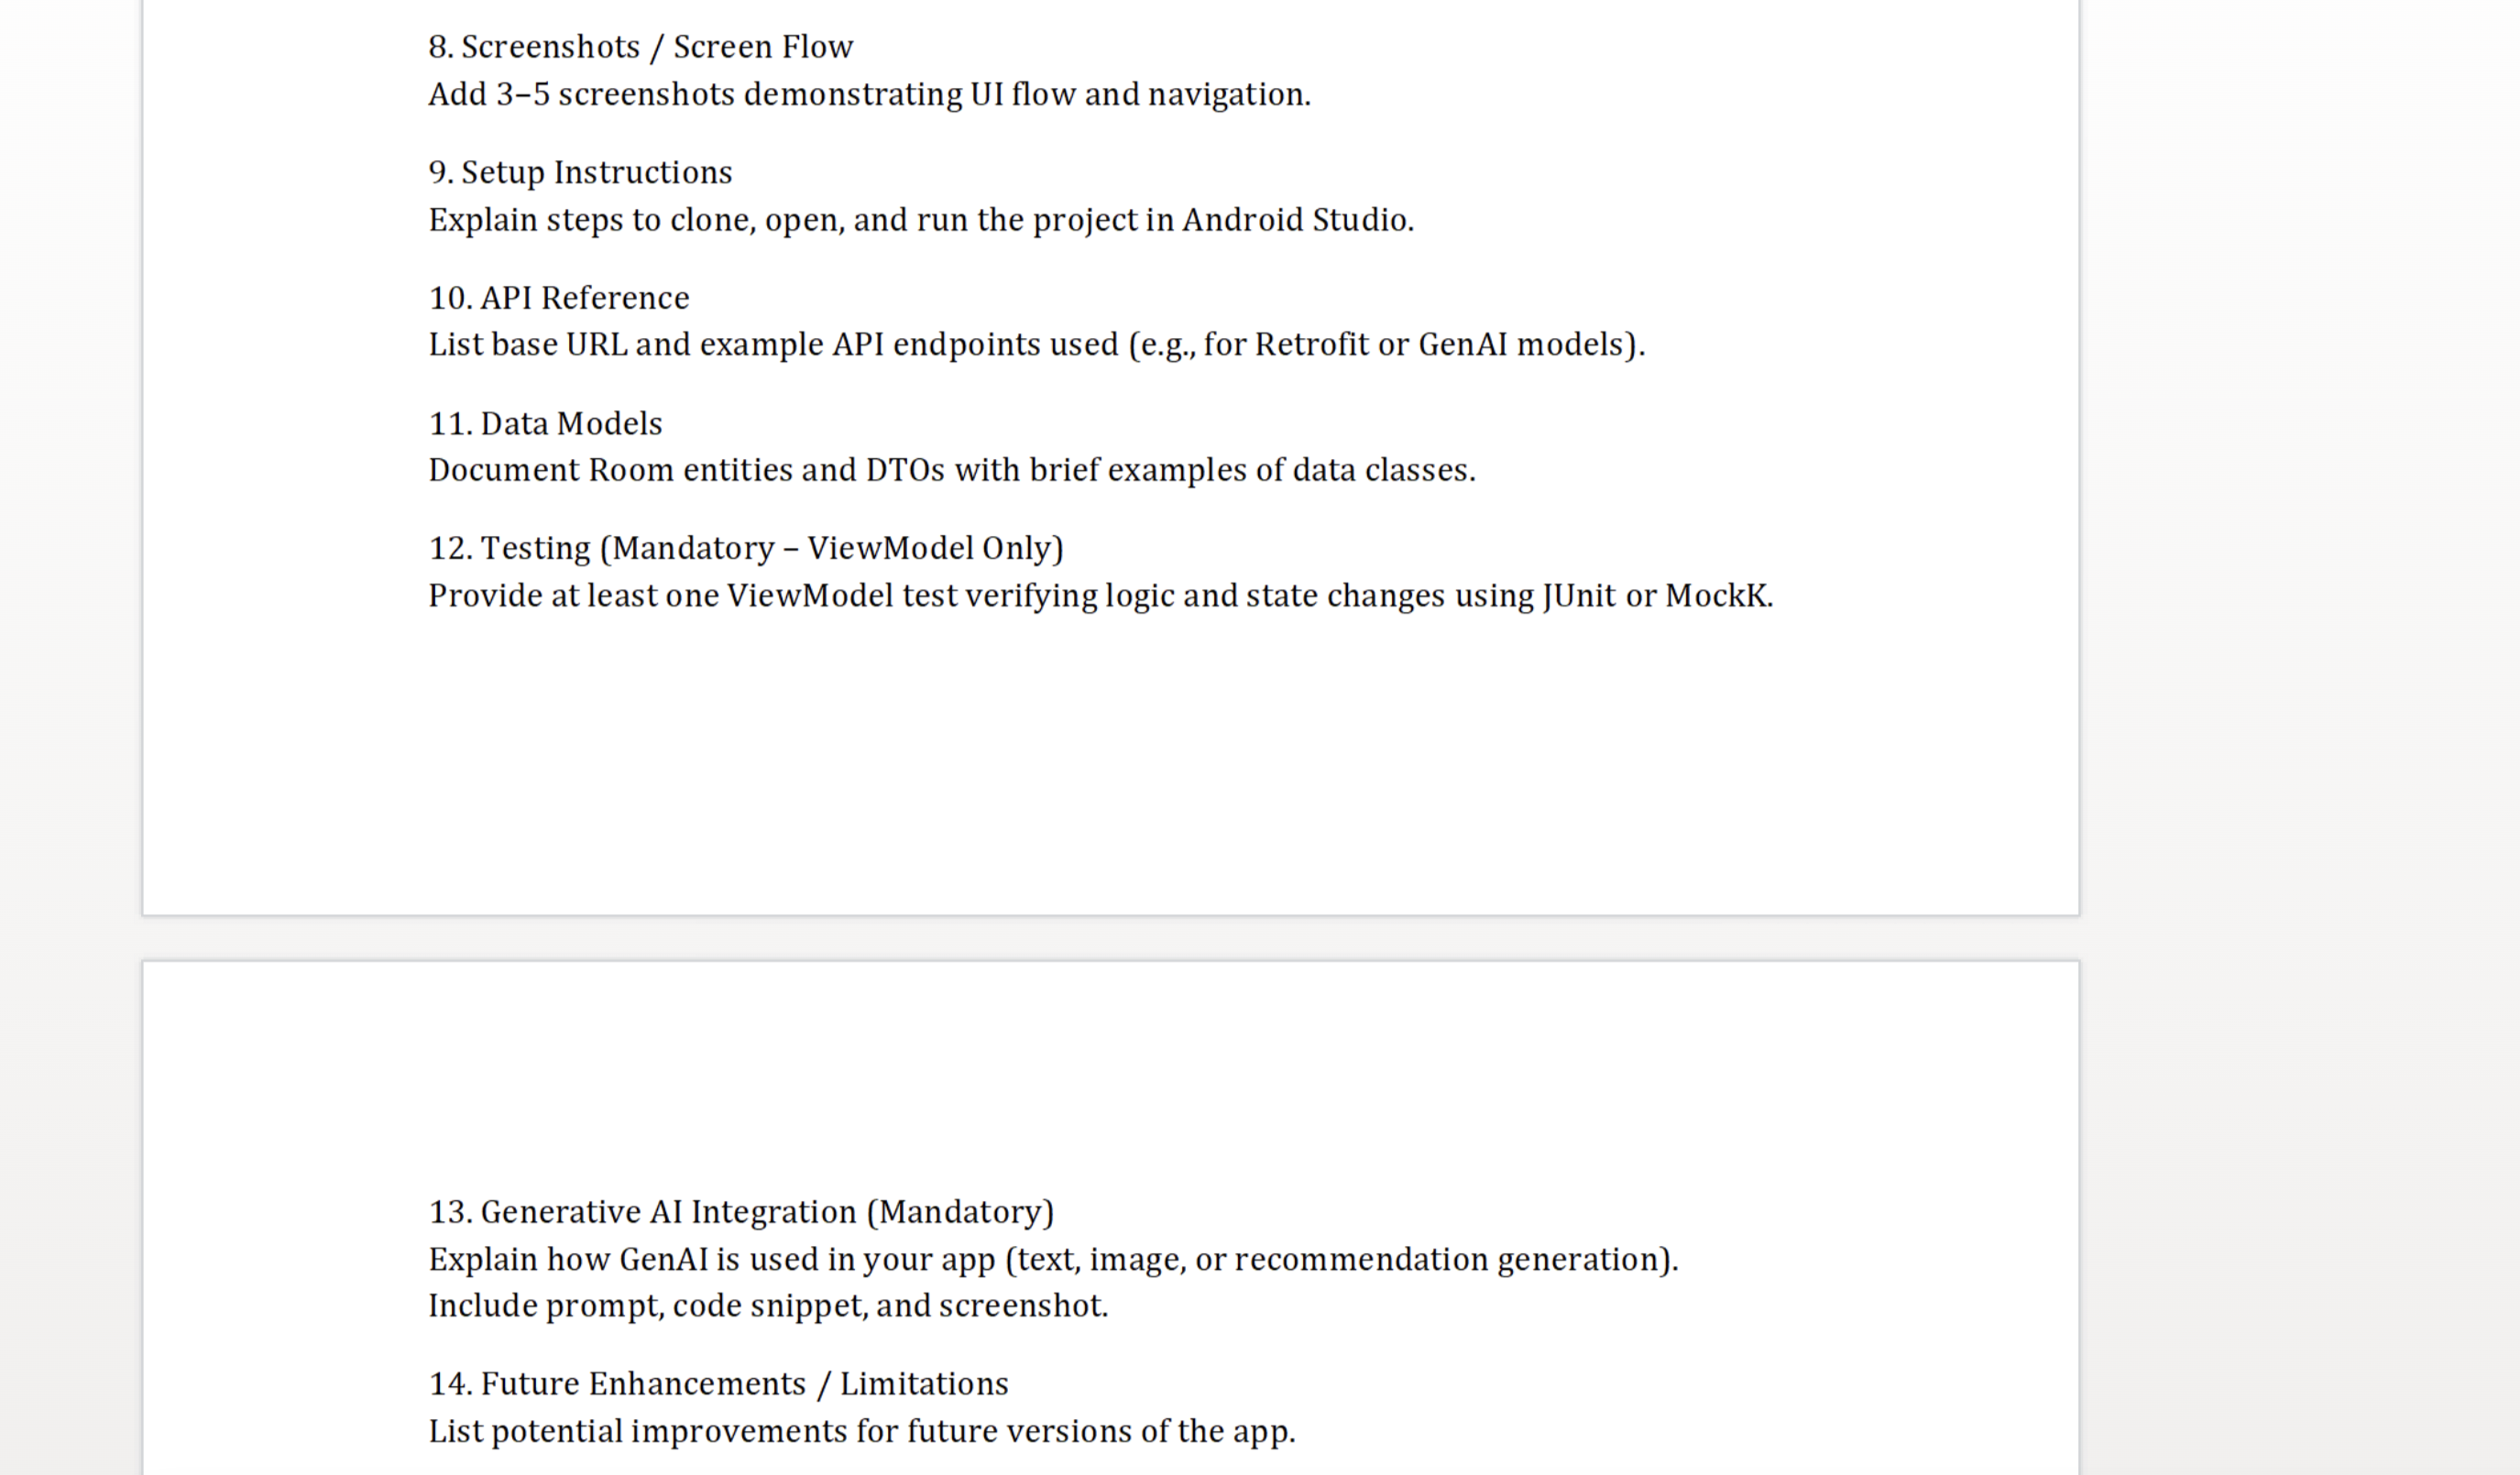 8. Screenshots / Screen Flow
Add 3–5 screenshots demonstrating UI flow and navigation.
9. Setup Instructions
Explain steps to clone, open, and run the project in Android Studio.
10. API Reference
List base URL and example API endpoints used (e.g., for Retrofit or GenAI models).
11. Data Models
Document Room entities and DTOs with brief examples of data classes.
12. Testing (Mandatory – ViewModel Only)
Provide at least one ViewModel test verifying logic and state changes using JUnit or MockK.
13. Generative AI Integration (Mandatory)
Explain how GenAI is used in your app (text, image, or recommendation generation).
Include prompt, code snippet, and screenshot.
14. Future Enhancements / Limitations
List potential improvements for future versions of the app.